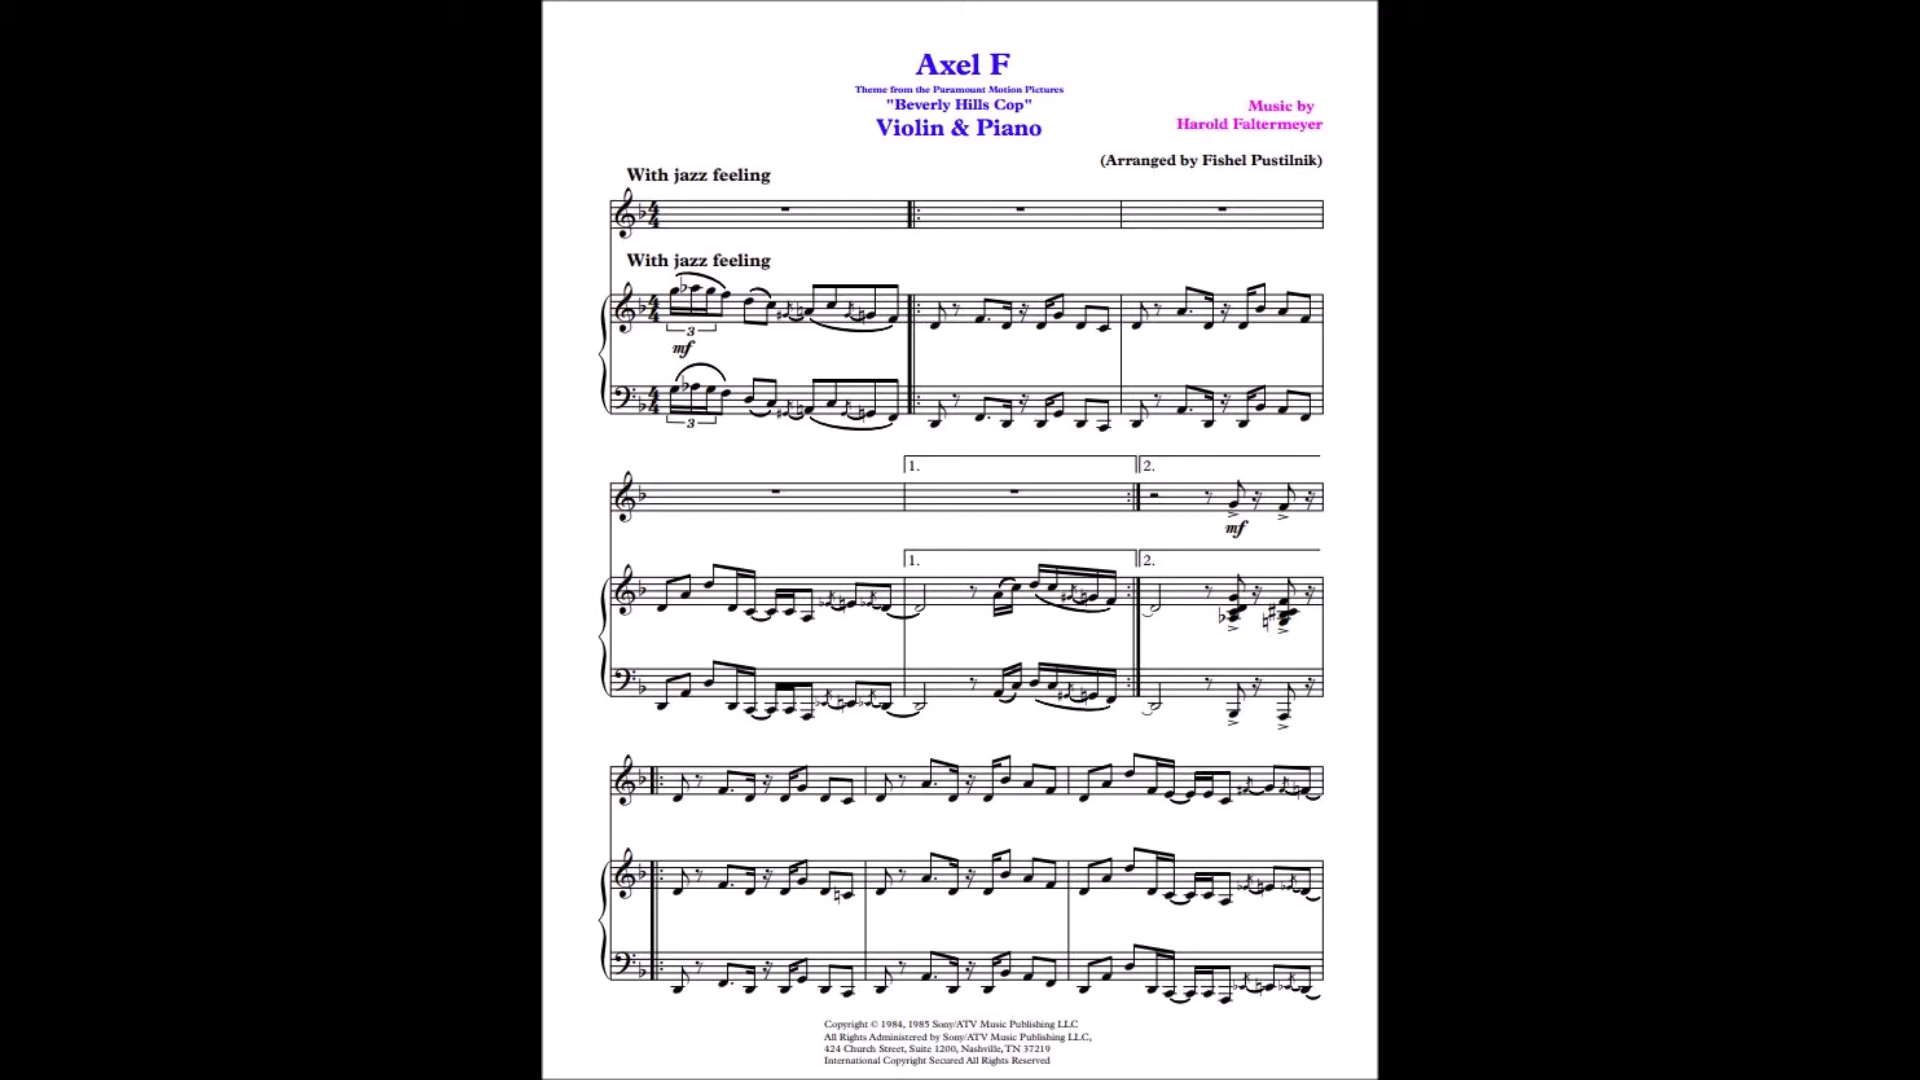 Axel F
Theme from the Paramount Motion Pictures
"Beverly Hills Cop"
Violin & Piano
Music by
Harold Faltermeyer
(Arranged by Fishel Pustilnik)
With jazz feeling
With jazz feeling
3
mf
3
1.
2.
mf
1.
2.
Copyright © 1984, 1985 Sony/ATV Music Publishing LLC
All Rights Administered by Sony/ATV Music Publishing LLC,
424 Church Street, Suite 1200, Nashville, TN 37219
International Copyright Secured All Rights Reserved